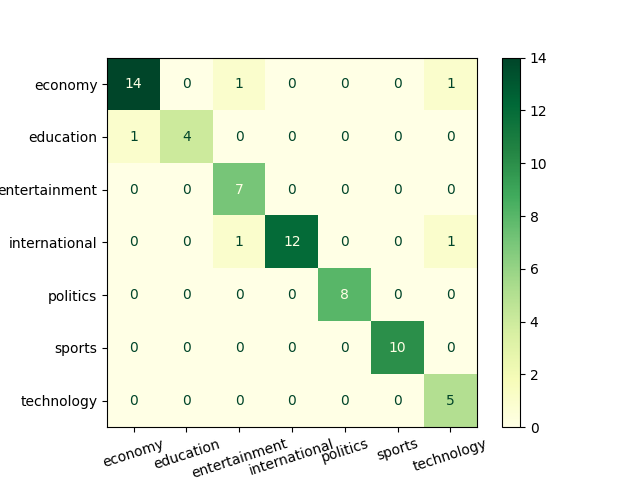 economy 14 0 1 0 0 0 1
education 1 4 0 0 0 0 0
entertainment 0 0 7 0 0 0 0
international 0 0 1 12 0 0 1
politics 0 0 0 0 8 0 0
sports 0 0 0 0 0 10 0
technology 0 0 0 0 0 0 5
economy education entertainment international politics sports technology
14
12
10
8
6
4
2
0